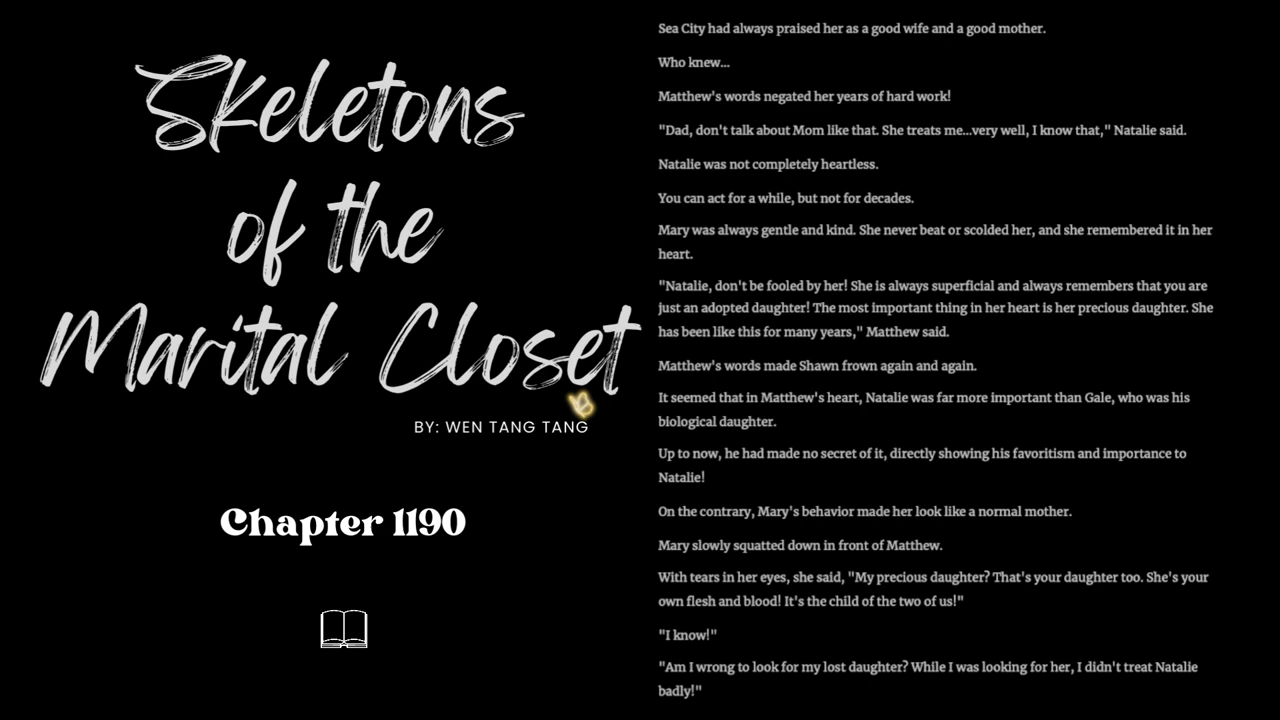 Skeletons
of the
Marital Closet
BY: WEN TANG TANG
Chapter 1190
Sea City had always praised her as a good wife and a good mother.
Who knew...
Matthew's words negated her years of hard work!
"Dad, don't talk about Mom like that. She treats me...very well, I know that," Natalie said.
Natalie was not completely heartless.
You can act for a while, but not for decades.
Mary was always gentle and kind. She never beat or scolded her, and she remembered it in her
heart.
"Natalie, don't be fooled by her! She is always superficial and always remembers that you are
just an adopted daughter! The most important thing in her heart is her precious daughter. She
has been like this for many years," Matthew said.
Matthew's words made Shawn frown again and again.
It seemed that in Matthew's heart, Natalie was far more important than Gale, who was his
biological daughter.
Up to now, he had made no secret of it, directly showing his favoritism and importance to
Natalie!
On the contrary, Mary's behavior made her look like a normal mother.
Mary slowly squatted down in front of Matthew.
With tears in her eyes, she said, "My precious daughter? That's your daughter too. She's your
own flesh and blood! It's the child of the two of us!"
"I know!"
"Am I wrong to look for my lost daughter? While I was looking for her, I didn't treat Natalie
badly!"